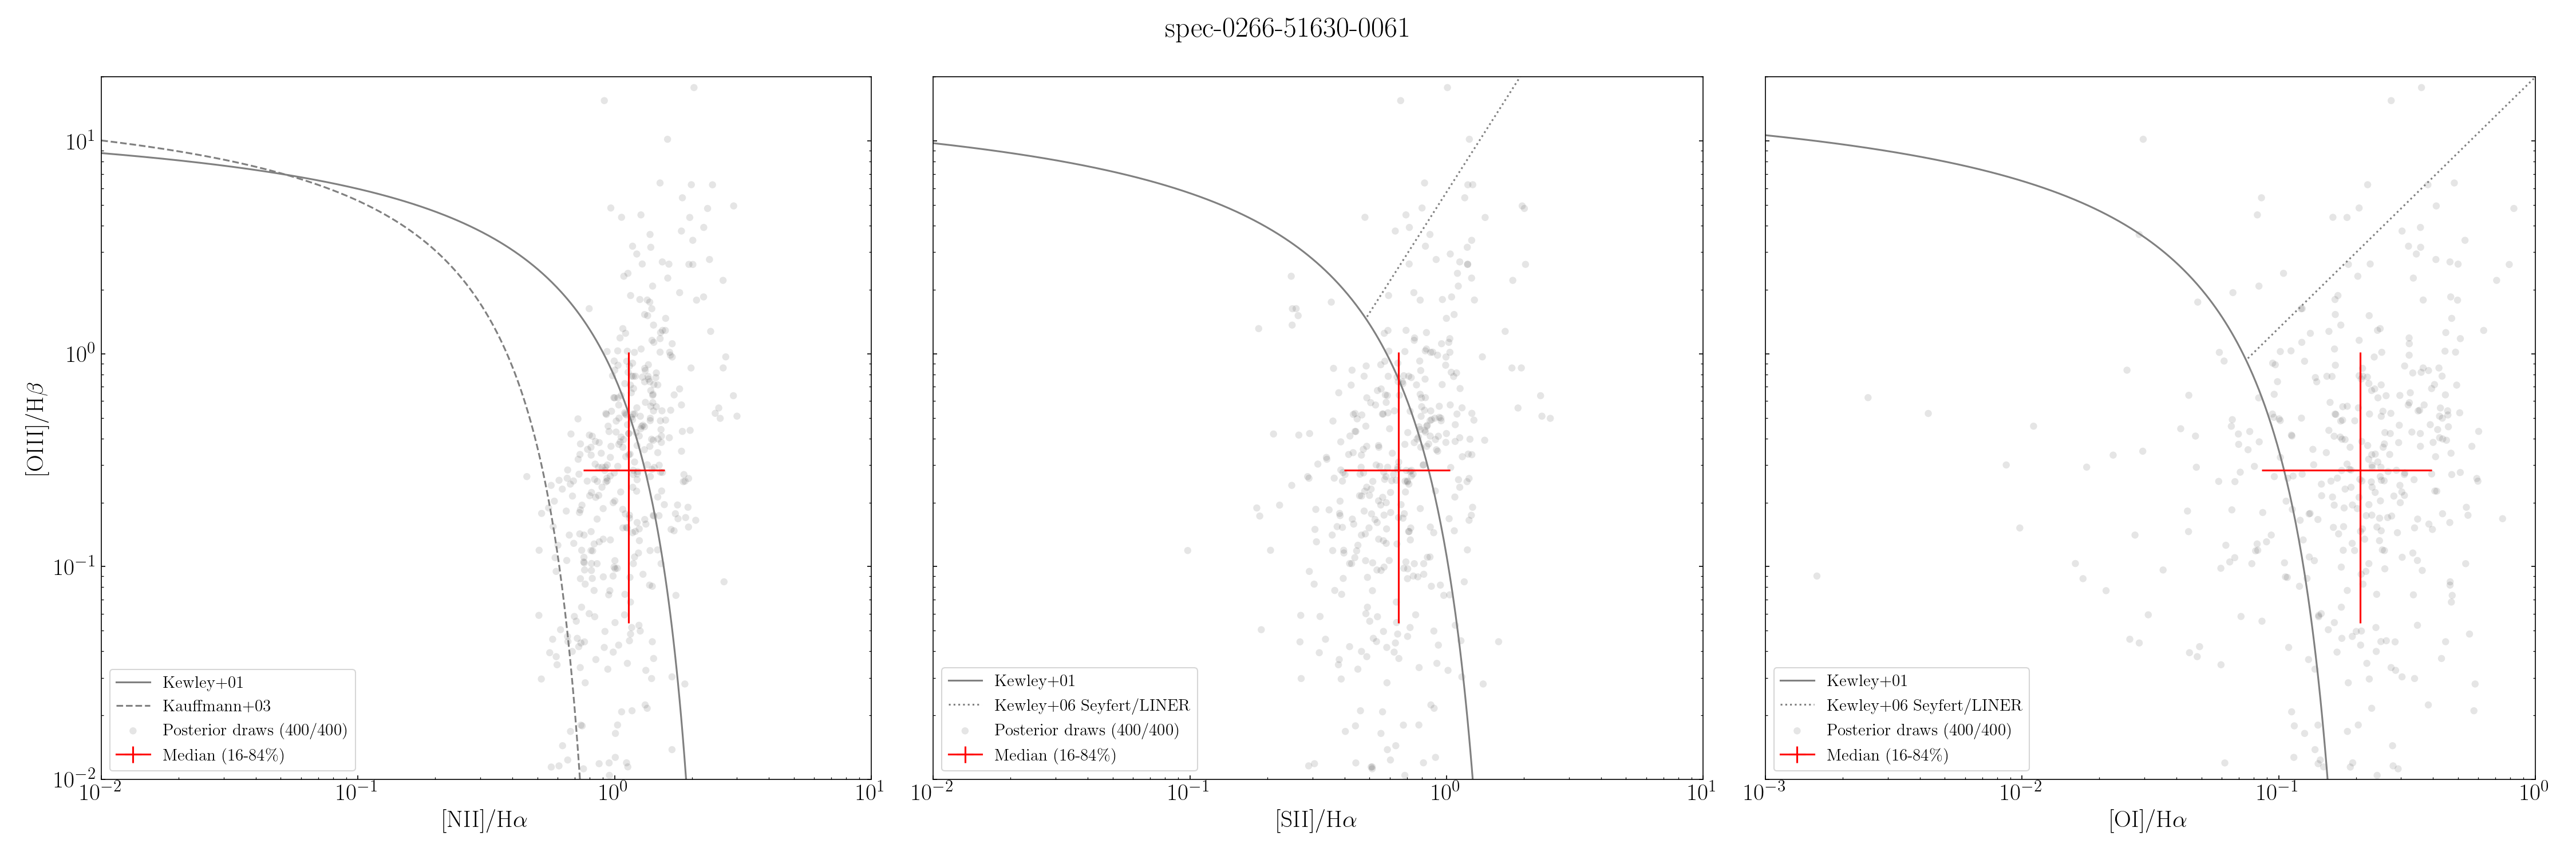 spec-0266-51630-0061
[OIII]/Hβ
10^1
10^0
10^−1
10^−2
Kewley+01
Kauffmann+03
Posterior draws (400/400)
Median (16-84%)
10^−2
10^−1
10^0
10^1
[NII]/Hα
Kewley+01
Kewley+06 Seyfert/LINER
Posterior draws (400/400)
Median (16-84%)
10^−2
10^−1
10^0
10^1
[SII]/Hα
Kewley+01
Kewley+06 Seyfert/LINER
Posterior draws (400/400)
Median (16-84%)
10^−3
10^−2
10^−1
10^0
[OI]/Hα